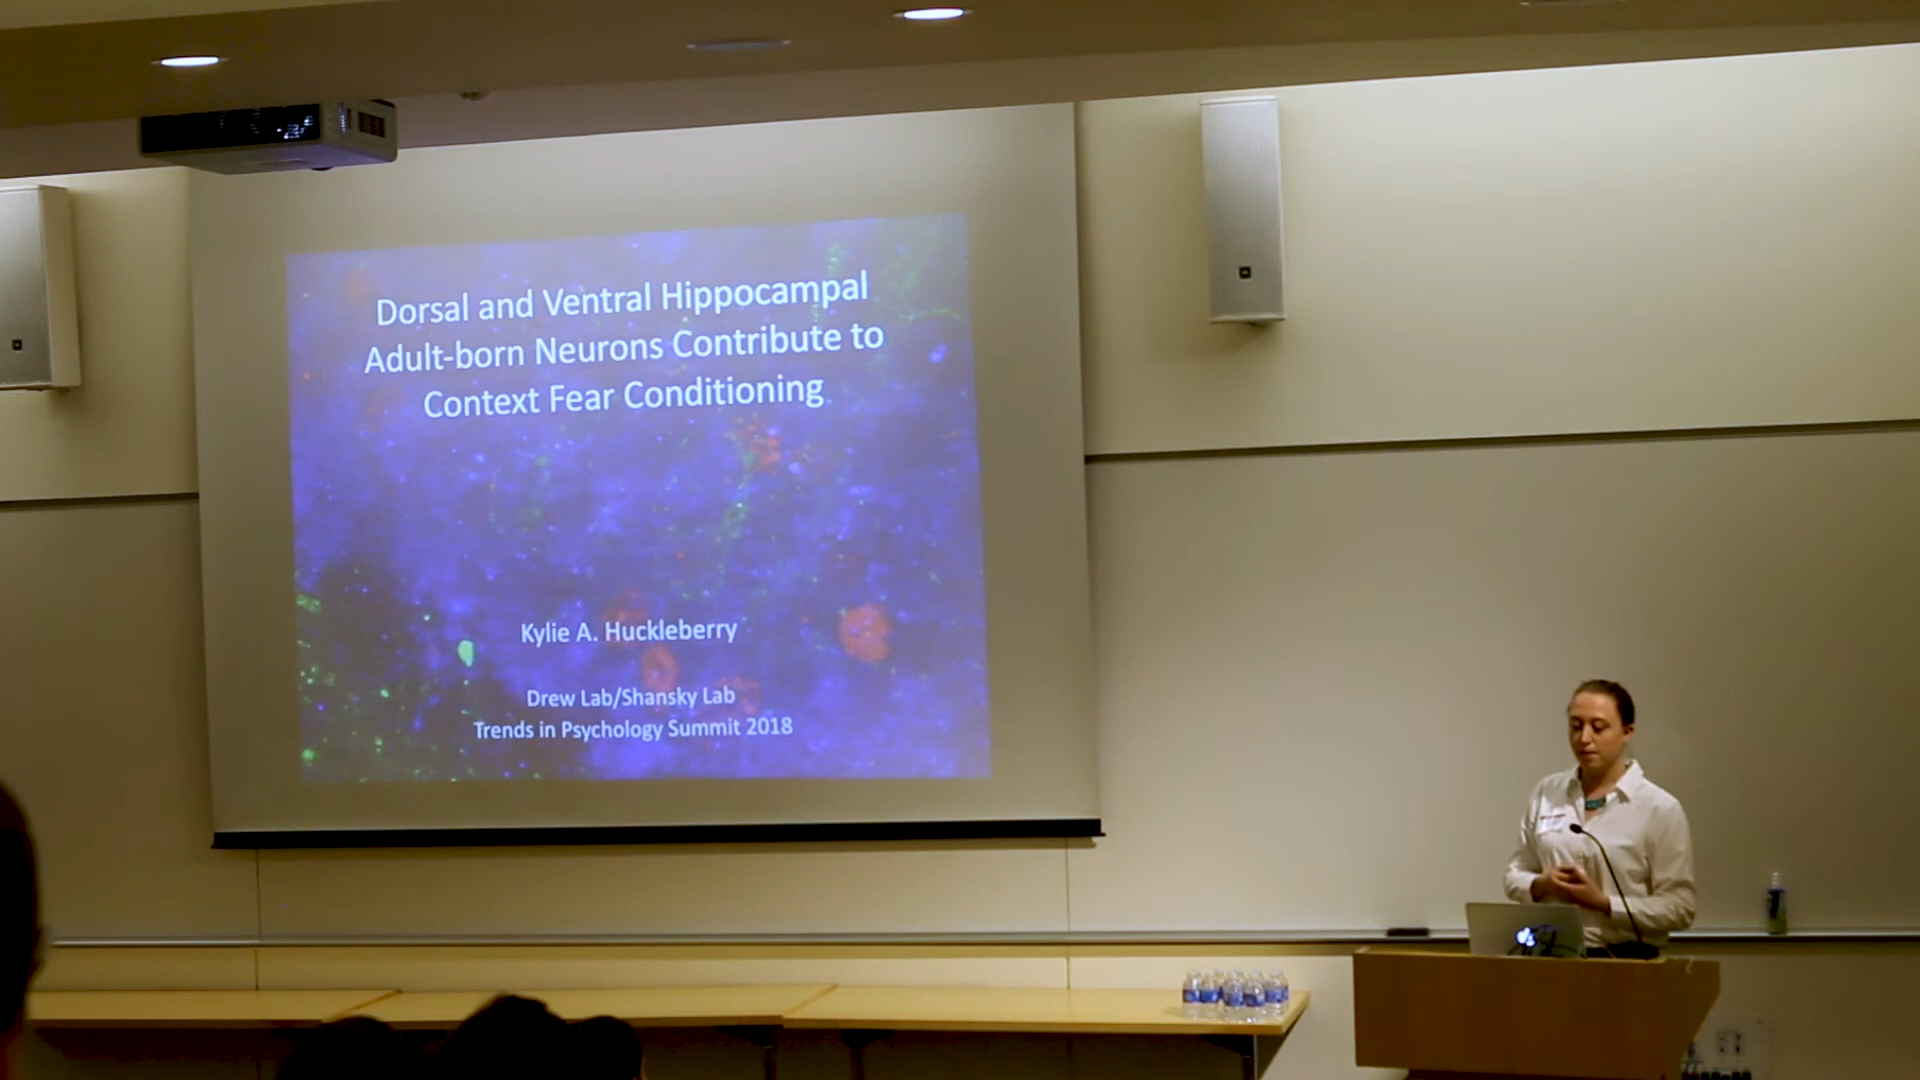 Dorsal and Ventral Hippocampal
Adult-born Neurons Contribute to
Context Fear Conditioning
Kylie A. Huckleberry
Drew Lab/Shansky Lab
Trends in Psychology Summit 2018